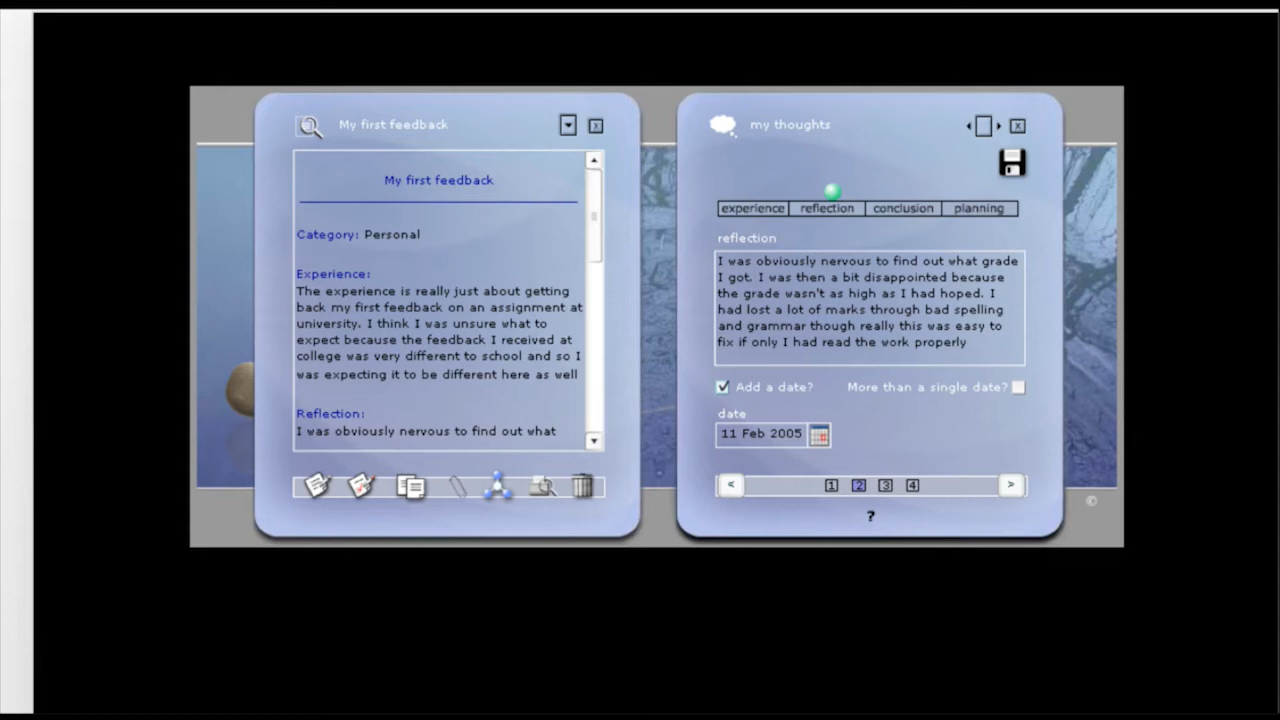 My first feedback
x
My first feedback
Category: Personal
Experience:
The experience is really just about getting
back my first feedback on an assignment at
university. I think I was unsure what to
expect because the feedback I received at
college was very different to school and so I
was expecting it to be different here as well
Reflection:
I was obviously nervous to find out what
my thoughts
x
experience reflection conclusion planning
reflection
I was obviously nervous to find out what grade
I got. I was then a bit disappointed because
the grade wasn't as high as I had hoped. I
had lost a lot of marks through bad spelling
and grammar though really this was easy to
fix if only I had read the work properly
Add a date? More than a single date?
date
11 Feb 2005
< 1 2 3 4 >
?
©